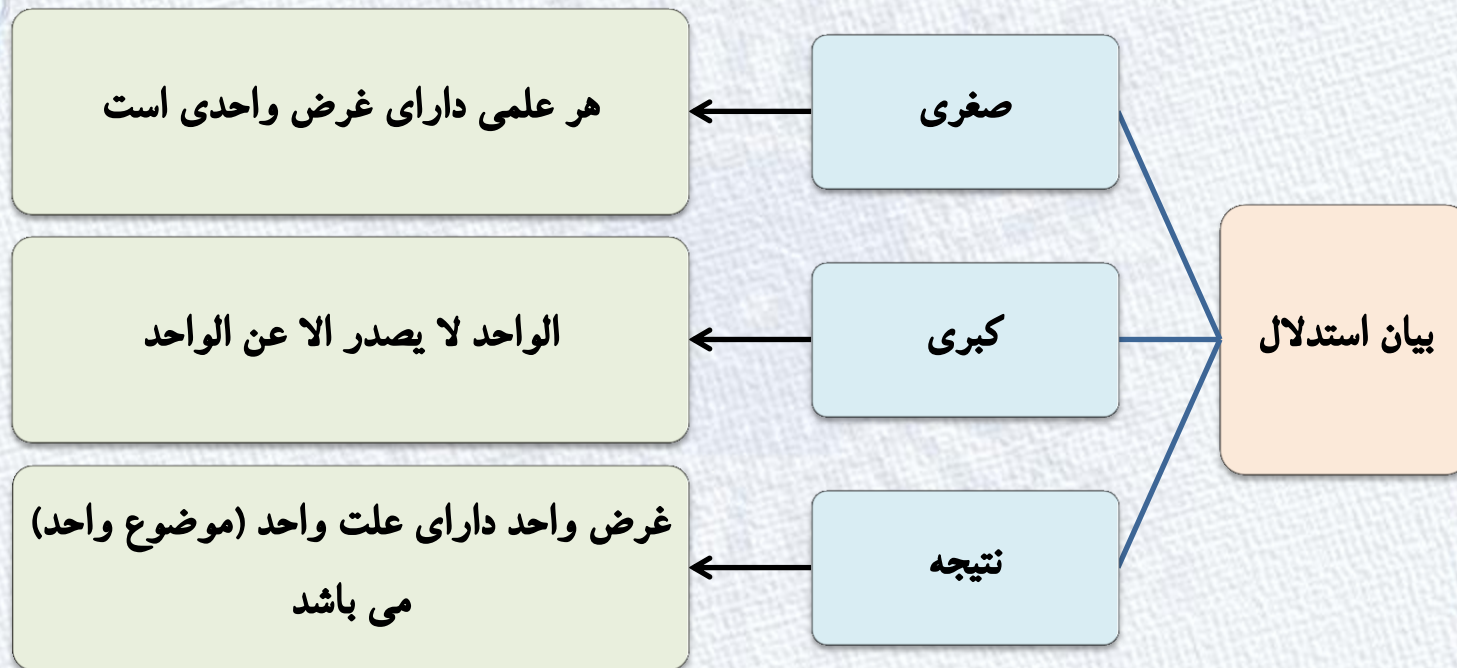 بیان استدلال
صغری
هر علمی دارای غرض واحدی است
کبری
الواحد لا یصدر الا عن الواحد
نتیجه
غرض واحد دارای علت واحد (موضوع واحد)
می باشد